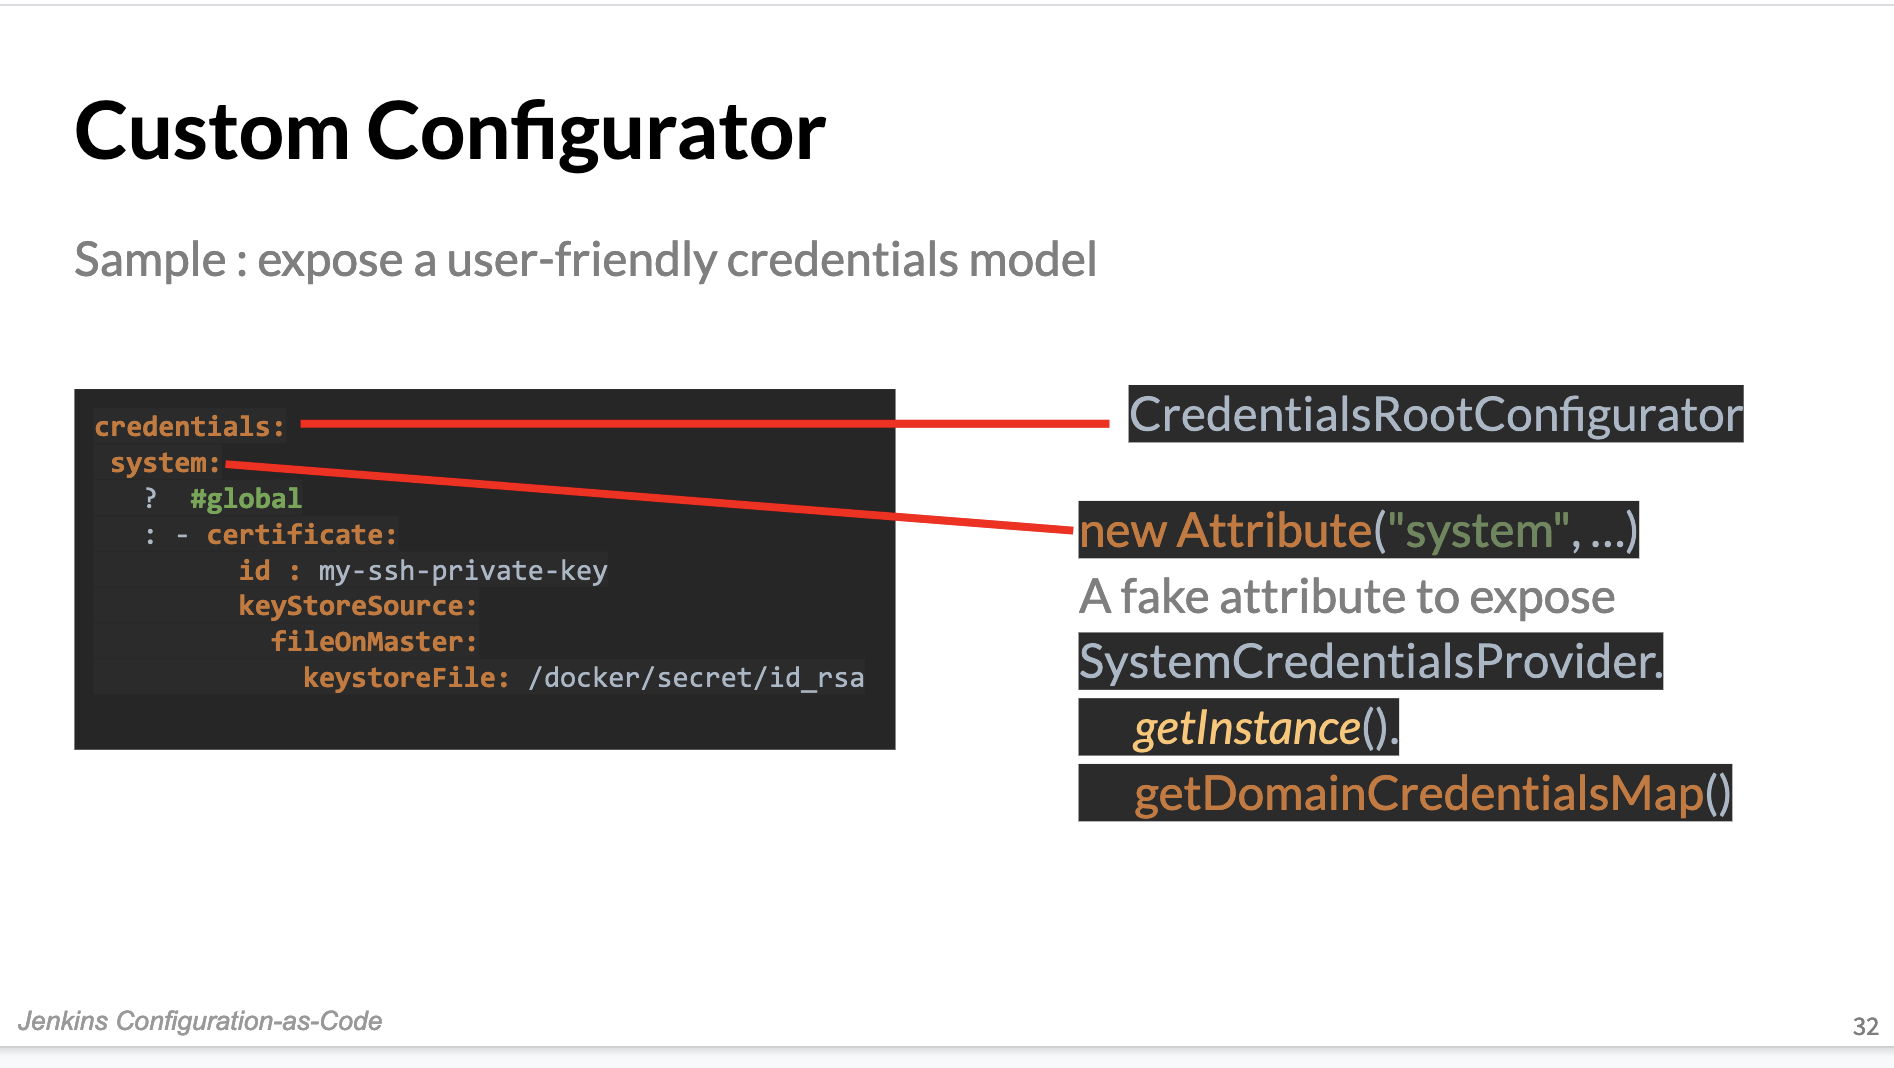 Custom Configurator
Sample : expose a user-friendly credentials model
credentials:
system:
? #global
: - certificate:
id : my-ssh-private-key
keyStoreSource:
fileOnMaster:
keystoreFile: /docker/secret/id_rsa
CredentialsRootConfigurator
new Attribute("system", ...)
A fake attribute to expose
SystemCredentialsProvider.
getInstance().
getDomainCredentialsMap()
Jenkins Configuration-as-Code
32